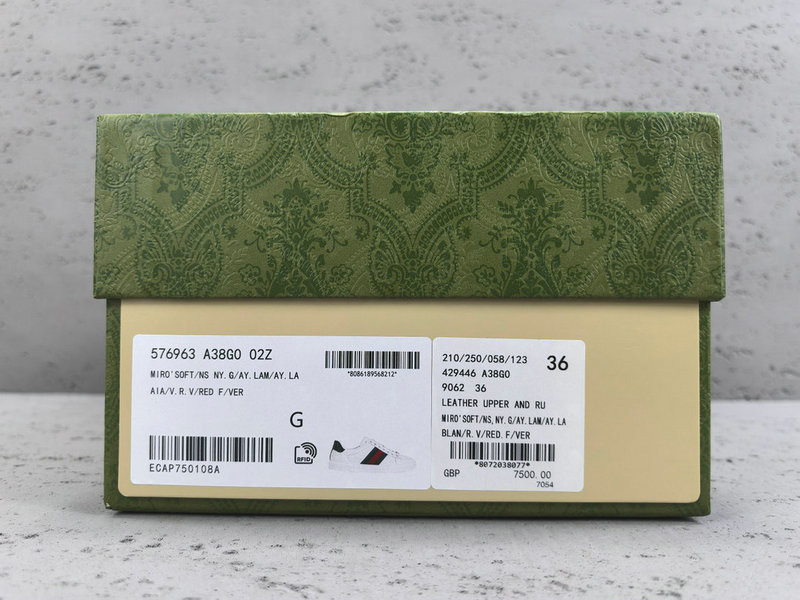 576963 A38G0 02Z
MIRO'SOFT/NS NY.G/AY.LAM/AY.LA
AIA/V.R.V/RED F/VER
*8086189568212*
G
RFID
ECAP750108A
210/250/058/123 36
429446 A38G0
9062 36
LEATHER UPPER AND RU
MIRO'SOFT/NS,NY.G/AY.LAM/AY.LA
BLAN/R.V/RED.F/VER
*8072038077*
GBP 7500.00
7054